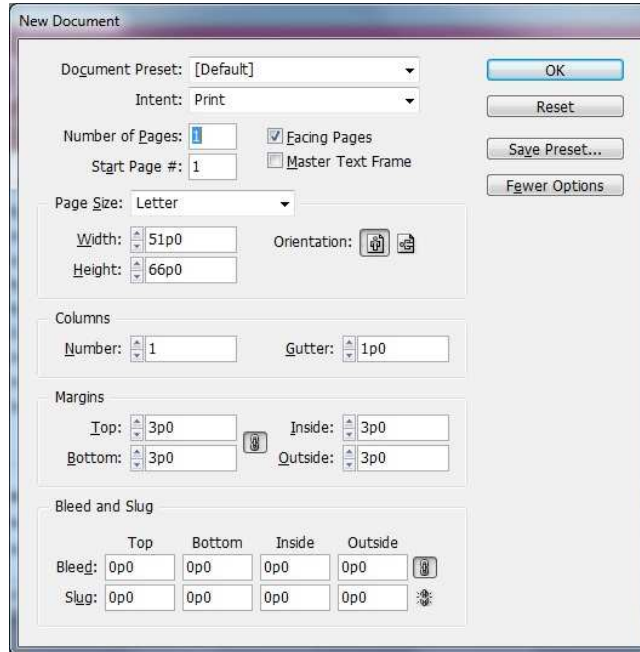 New Document
Document Preset: [Default]
OK
Intent: Print
Reset
Number of Pages: 1
Facing Pages
Start Page #: 1
Master Text Frame
Save Preset...
Fewer Options
Page Size: Letter
Width: 51p0
Orientation:
Height: 66p0
Columns
Number: 1
Gutter: 1p0
Margins
Top: 3p0
Inside: 3p0
Bottom: 3p0
Outside: 3p0
Bleed and Slug
Top Bottom Inside Outside
Bleed: 0p0 0p0 0p0 0p0
Slug: 0p0 0p0 0p0 0p0